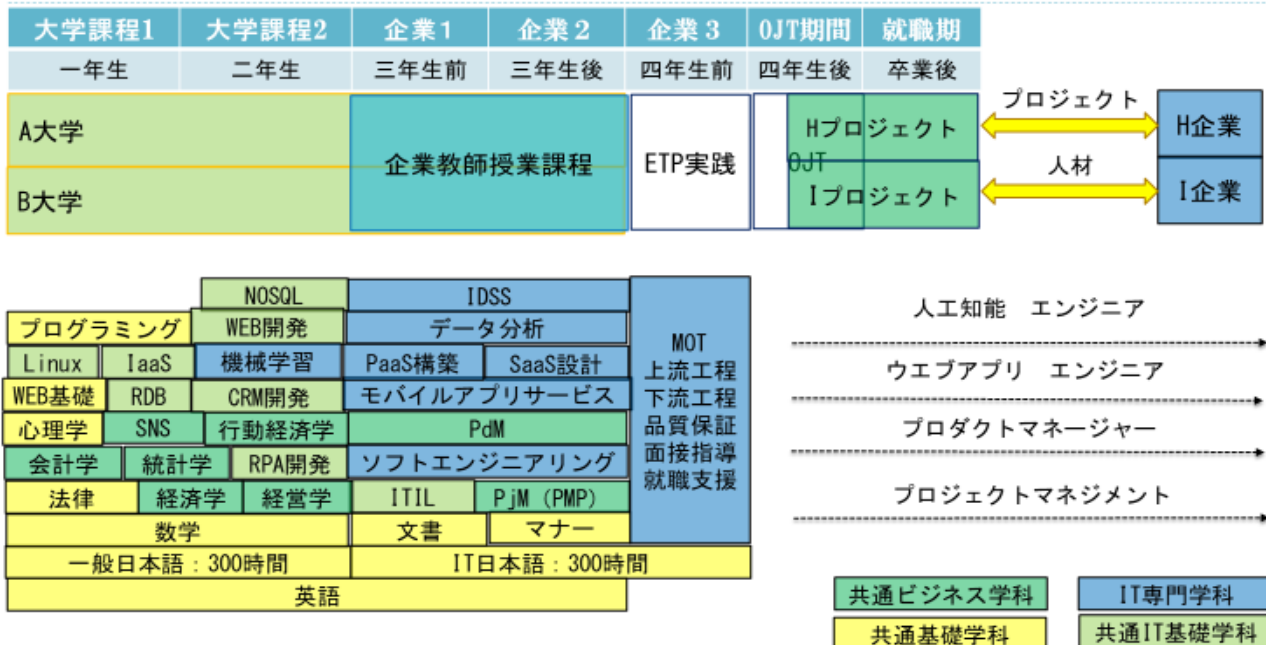 大学課程1 大学課程2 企業1 企業2 企業3 OJT期間 就職期
一年生 二年生 三年生前 三年生後 四年生前 四年生後 卒業後
A大学 企業教師授業課程 ETP実践 OJT Hプロジェクト プロジェクト H企業
B大学 Iプロジェクト 人材 I企業
NOSQL IDSS
プログラミング WEB開発 データ分析
Linux IaaS 機械学習 PaaS構築 SaaS設計
WEB基礎 RDB CRM開発 モバイルアプリサービス
心理学 SNS 行動経済学 PdM
会計学 統計学 RPA開発 ソフトエンジニアリング
法律 経済学 経営学 ITIL PjM (PMP)
数学 文書 マナー
一般日本語：300時間 IT日本語：300時間
英語
MOT
上流工程
下流工程
品質保証
面接指導
就職支援
人工知能 エンジニア
ウエブアプリ エンジニア
プロダクトマネージャー
プロジェクトマネジメント
共通ビジネス学科 IT専門学科
共通基礎学科 共通IT基礎学科